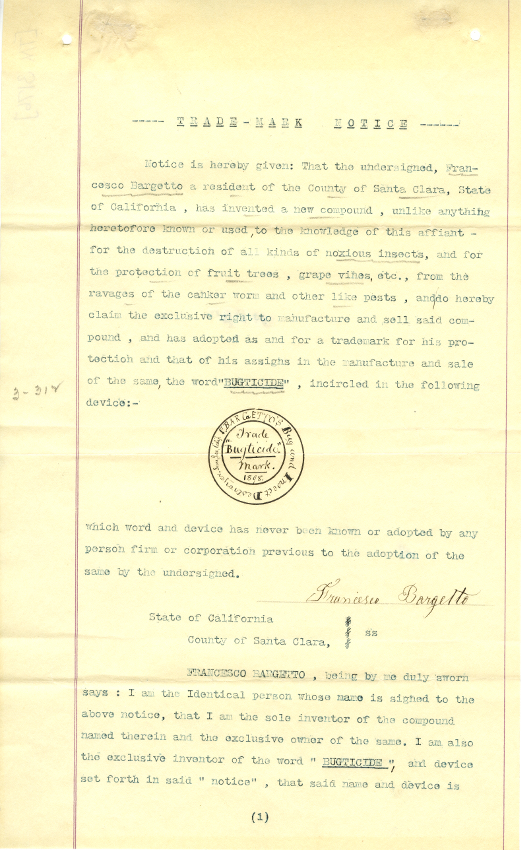 ----- TRADE-MARK NOTICE ------
Notice is hereby given: That the undersigned, Fran-
cesco Bargetto a resident of the County of Santa Clara, State
of California , has invented a new compound , unlike anything
heretofore known or used, to the knowledge of this affiant -
for the destruction of all kinds of noxious insects, and for
the protection of fruit trees , grape vines, etc., from the
ravages of the canker worm and other like pests , anddo hereby
claim the exclusive right to manufacture and sell said com-
pound , and has adopted as and for a trademark for his pro-
tection and that of his assigns in the manufacture and sale
of the same, the word"BUGTICIDE" , incircled in the following
3-318
device:-
F. BARGETTO'S Bug and Insect Destroyer
Trade
"Bugticide"
Mark.
1898.
which word and device has never been known or adopted by any
person firm or corporation previous to the adoption of the
same by the undersigned.
Francesco Bargetto
State of California
ss
County of Santa Clara,
FRANCESCO BARGETTO , being by me duly sworn
says : I am the Identical person whose name is signed to the
above notice, that I am the sole inventor of the compound
named therein and the exclusive owner of the same. I am also
the exclusive inventor of the word " BUGTICIDE ", and device
set forth in said " notice" , that said name and device is
(1)